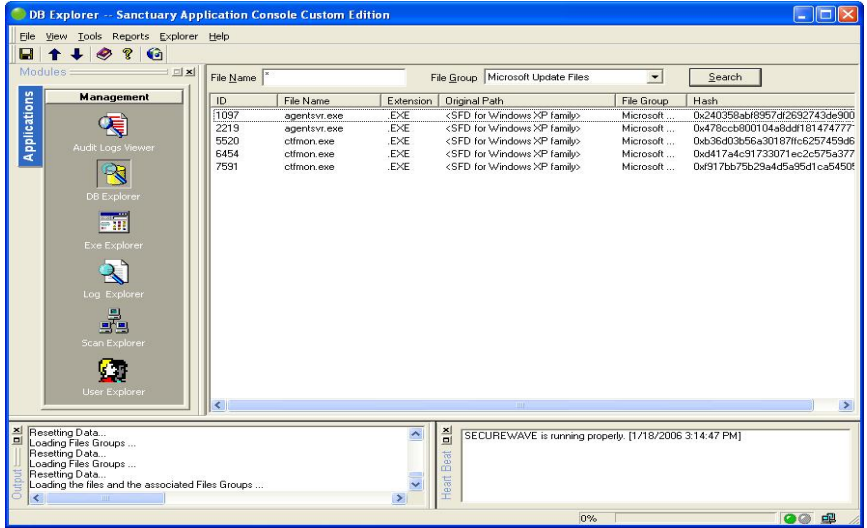 DB Explorer -- Sanctuary Application Console Custom Edition
File View Tools Reports Explorer Help
Modules
Applications
Management
Audit Logs Viewer
DB Explorer
Exe Explorer
Log Explorer
Scan Explorer
User Explorer
File Name * File Group Microsoft Update Files Search
ID File Name Extension Original Path File Group Hash
1097 agentsvr.exe .EXE <SFD for Windows XP family> Microsoft ... 0x240358abf8957df2692743de900
2219 agentsvr.exe .EXE <SFD for Windows XP family> Microsoft ... 0x478ccb800104a8ddf181474777
5520 ctfmon.exe .EXE <SFD for Windows XP family> Microsoft ... 0xb36d03b56a30187ffc6257459d6
6454 ctfmon.exe .EXE <SFD for Windows XP family> Microsoft ... 0xd417a4c91733071ec2c575a377
7591 ctfmon.exe .EXE <SFD for Windows XP family> Microsoft ... 0xf917bb75b29a4d5a95d1ca5450
Output
Resetting Data...
Loading Files Groups ...
Resetting Data...
Loading Files Groups ...
Resetting Data...
Loading the files and the associated Files Groups ...
Heart Beat
SECUREWAVE is running properly. [1/18/2006 3:14:47 PM]
0%